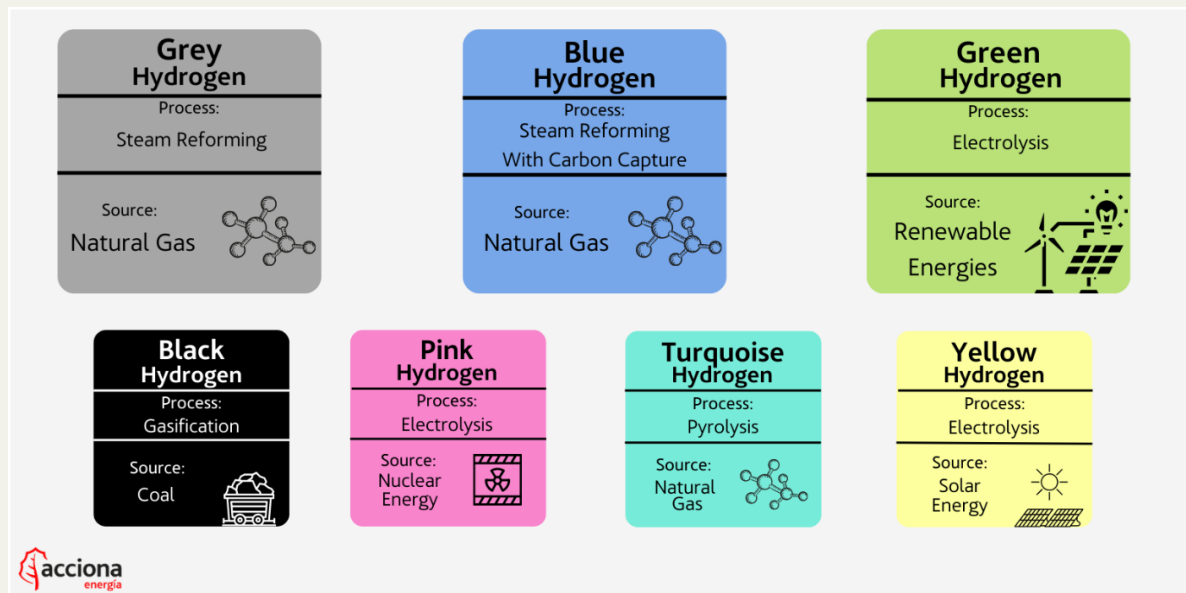 Grey
Hydrogen
Process:
Steam Reforming
Source:
Natural Gas
Blue
Hydrogen
Process:
Steam Reforming
With Carbon Capture
Source:
Natural Gas
Green
Hydrogen
Process:
Electrolysis
Source:
Renewable
Energies
Black
Hydrogen
Process:
Gasification
Source:
Coal
Pink
Hydrogen
Process:
Electrolysis
Source:
Nuclear
Energy
Turquoise
Hydrogen
Process:
Pyrolysis
Source:
Natural
Gas
Yellow
Hydrogen
Process:
Electrolysis
Source:
Solar
Energy
acciona
energía